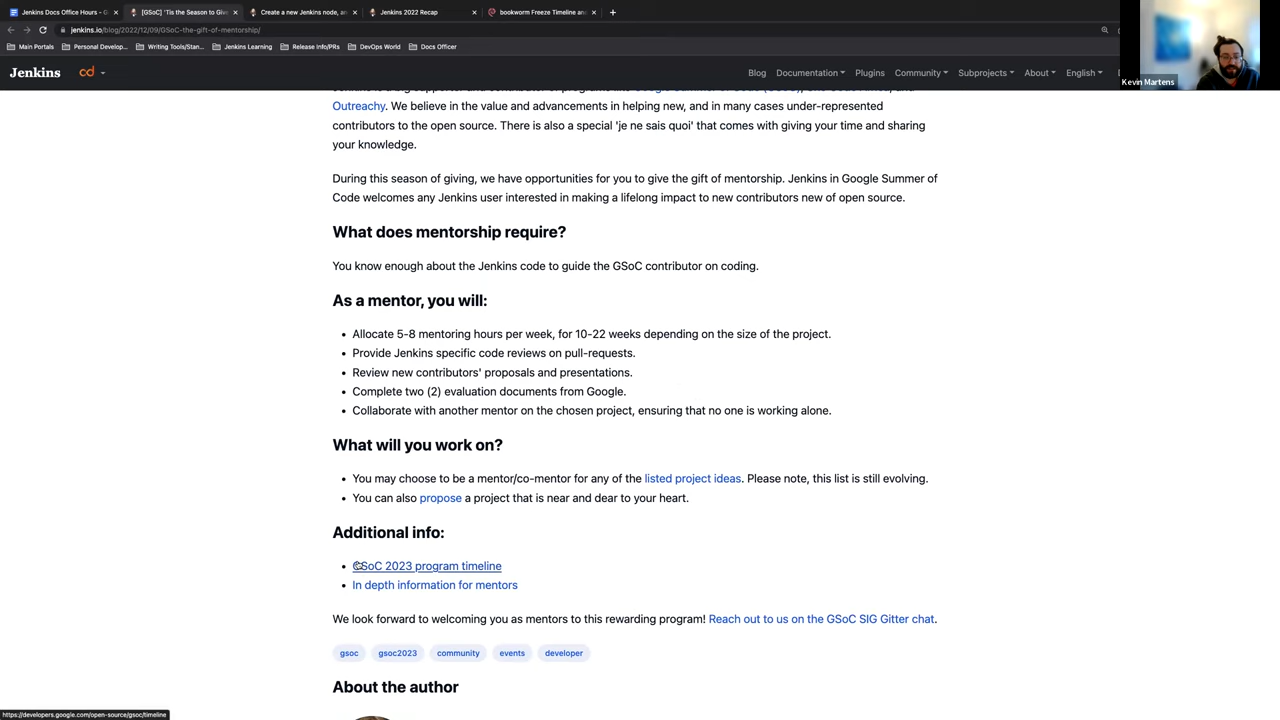 Jenkins Docs Office Hours - G
[GSoC] 'Tis the Season to Give
Create a new Jenkins node, an
Jenkins 2022 Recap
bookworm Freeze Timeline an
jenkins.io/blog/2022/12/09/GSoC-the-gift-of-mentorship/
Main Portals
Personal Develop...
Writing Tools/Stan...
Jenkins Learning
Release Info/PRs
DevOps World
Docs Officer
Kevin Martens
Jenkins
cd
Blog
Documentation
Plugins
Community
Subprojects
About
English
Outreachy. We believe in the value and advancements in helping new, and in many cases under-represented
contributors to the open source. There is also a special 'je ne sais quoi' that comes with giving your time and sharing
your knowledge.
During this season of giving, we have opportunities for you to give the gift of mentorship. Jenkins in Google Summer of
Code welcomes any Jenkins user interested in making a lifelong impact to new contributors new of open source.
What does mentorship require?
You know enough about the Jenkins code to guide the GSoC contributor on coding.
As a mentor, you will:
Allocate 5-8 mentoring hours per week, for 10-22 weeks depending on the size of the project.
Provide Jenkins specific code reviews on pull-requests.
Review new contributors' proposals and presentations.
Complete two (2) evaluation documents from Google.
Collaborate with another mentor on the chosen project, ensuring that no one is working alone.
What will you work on?
You may choose to be a mentor/co-mentor for any of the listed project ideas. Please note, this list is still evolving.
You can also propose a project that is near and dear to your heart.
Additional info:
GSoC 2023 program timeline
In depth information for mentors
We look forward to welcoming you as mentors to this rewarding program! Reach out to us on the GSoC SIG Gitter chat.
gsoc
gsoc2023
community
events
developer
About the author
https://developers.google.com/open-source/gsoc/timeline